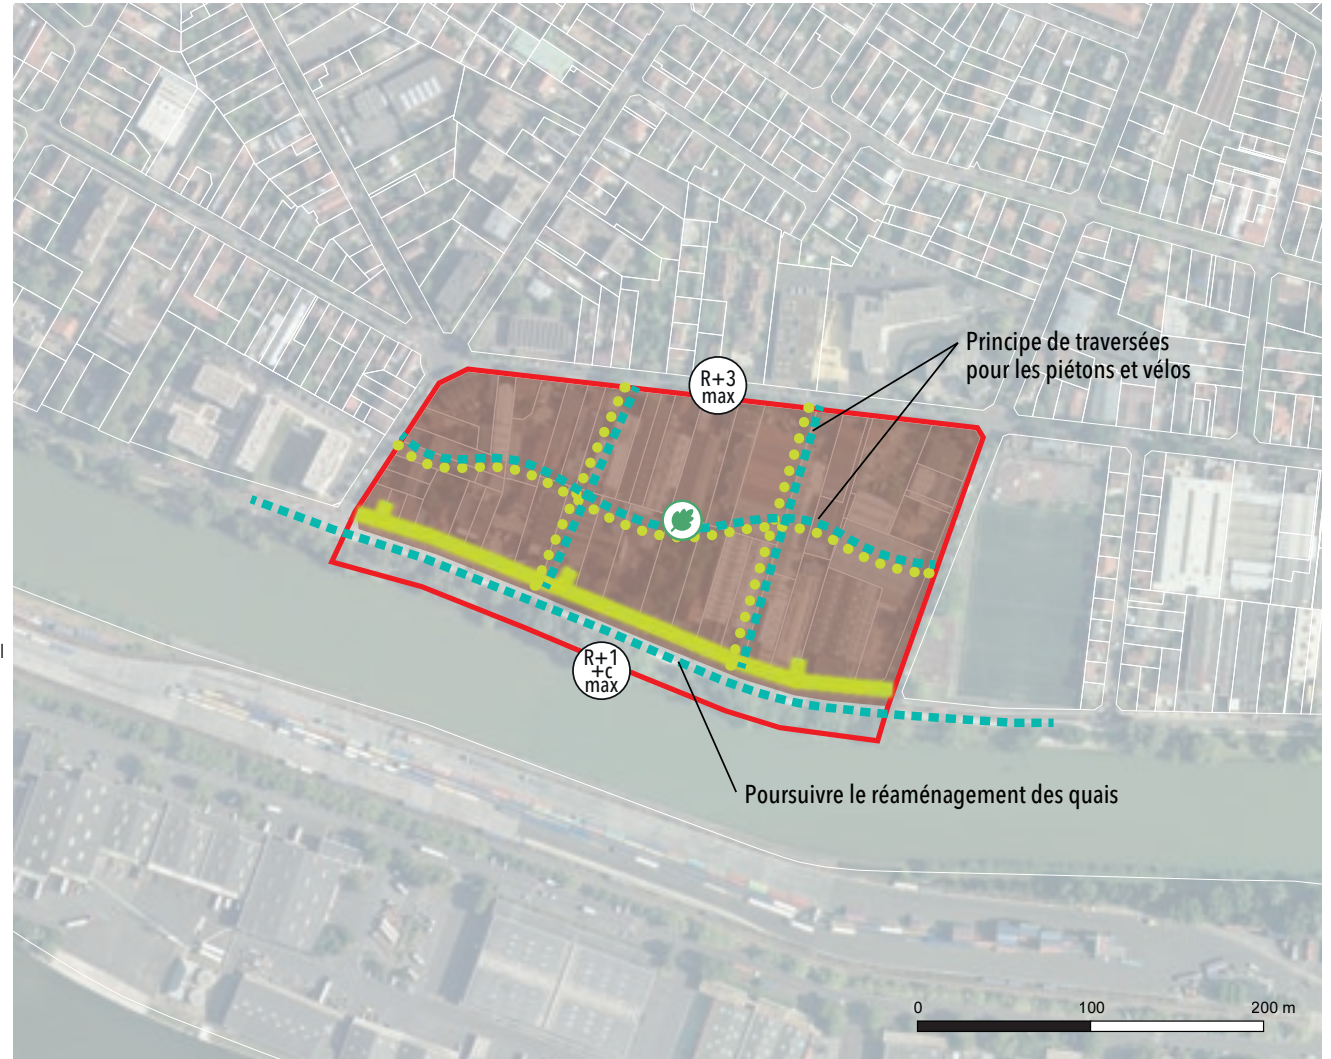 Principe de traversées
pour les piétons et vélos
R+3
max
R+1
+c
max
Poursuivre le réaménagement des quais
0 100 200 m